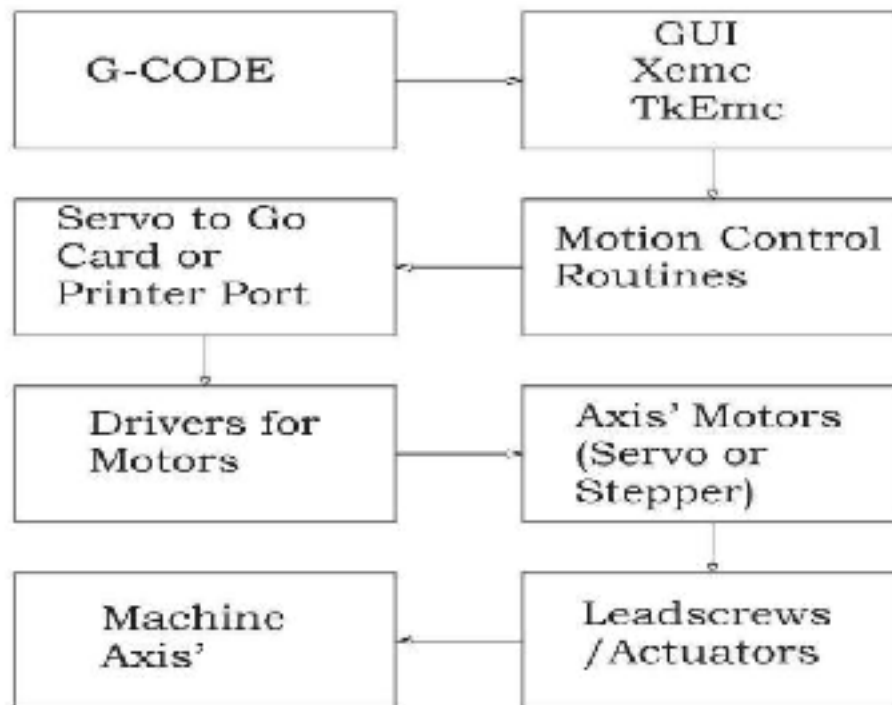 G-CODE
GUI
Xemc
TkEmc
Servo to Go
Card or
Printer Port
Motion Control
Routines
Drivers for
Motors
Axis' Motors
(Servo or
Stepper)
Machine
Axis'
Leadscrews
/Actuators